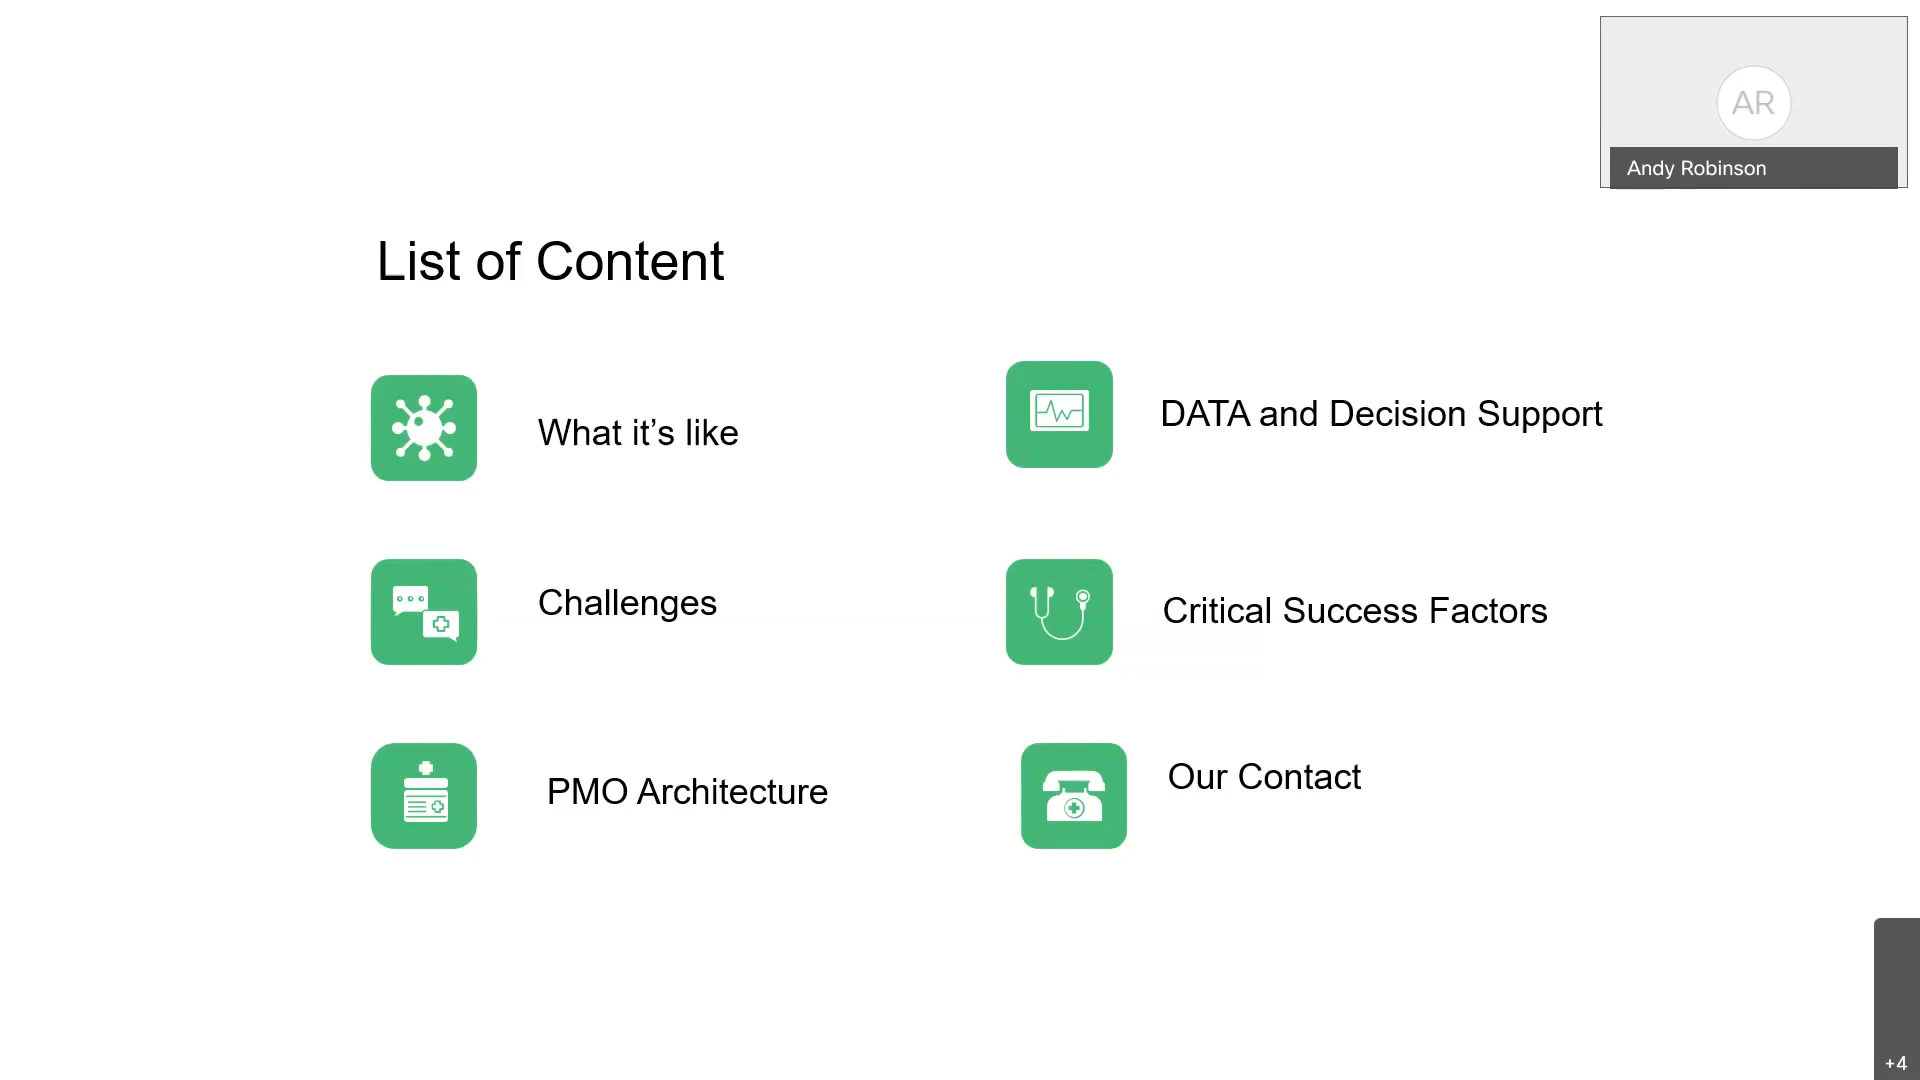 AR
Andy Robinson
List of Content
What it’s like
DATA and Decision Support
Challenges
Critical Success Factors
PMO Architecture
Our Contact
+4